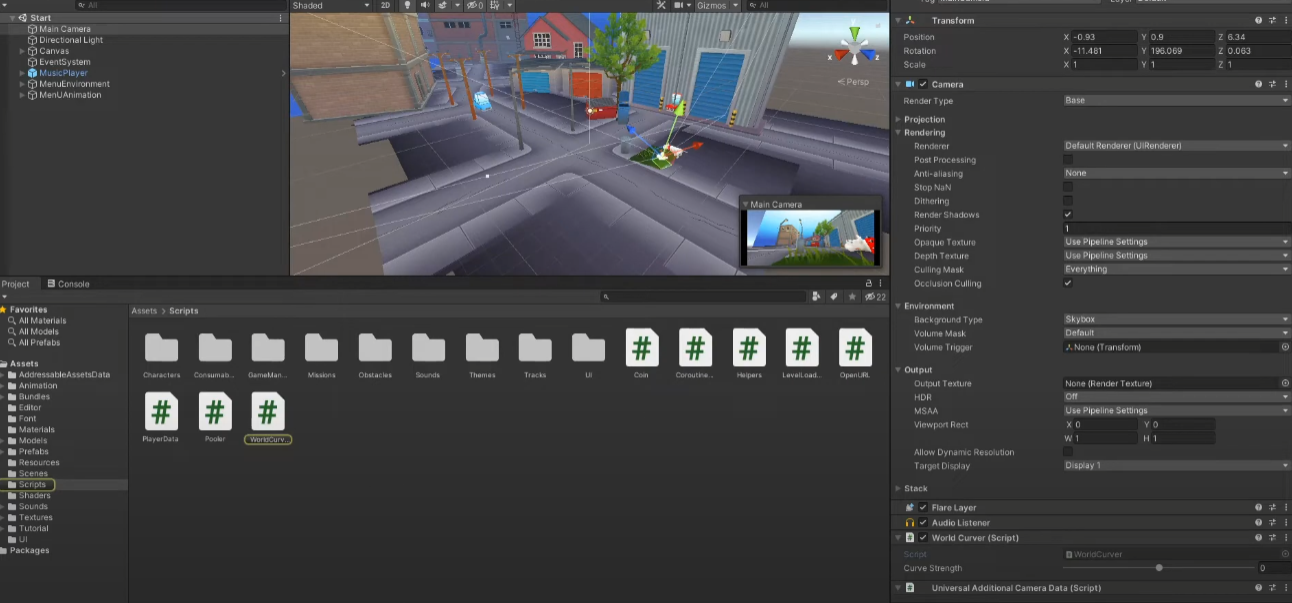 Start
Main Camera
Directional Light
Canvas
EventSystem
MusicPlayer
MenuEnvironment
MenUAnimation
All
Shaded
2D
0
Gizmos
All
x
z
Persp
Main Camera
Project
Console
22
Favorites
All Materials
All Models
All Prefabs
Assets
AddressableAssetsData
Animation
Bundles
Editor
Font
Materials
Models
Prefabs
Resources
Scenes
Scripts
Shaders
Sounds
Textures
Tutorial
UI
Packages
Assets > Scripts
Characters
Consumab...
GameMan...
Missions
Obstacles
Sounds
Themes
Tracks
UI
Coin
Coroutine...
Helpers
LevelLoad...
OpenURL
PlayerData
Pooler
WorldCurv...
Transform
Position X -0.93 Y 0.9 Z 6.34
Rotation X -11.481 Y 196.069 Z 0.063
Scale X 1 Y 1 Z 1
Camera
Render Type Base
Projection
Rendering
Renderer Default Renderer (UIRenderer)
Post Processing
Anti-aliasing None
Stop NaN
Dithering
Render Shadows
Priority 1
Opaque Texture Use Pipeline Settings
Depth Texture Use Pipeline Settings
Culling Mask Everything
Occlusion Culling
Environment
Background Type Skybox
Volume Mask Default
Volume Trigger None (Transform)
Output
Output Texture None (Render Texture)
HDR Off
MSAA Use Pipeline Settings
Viewport Rect X 0 Y 0
W 1 H 1
Allow Dynamic Resolution
Target Display Display 1
Stack
Flare Layer
Audio Listener
World Curver (Script)
Script WorldCurver
Curve Strength 0
Universal Additional Camera Data (Script)